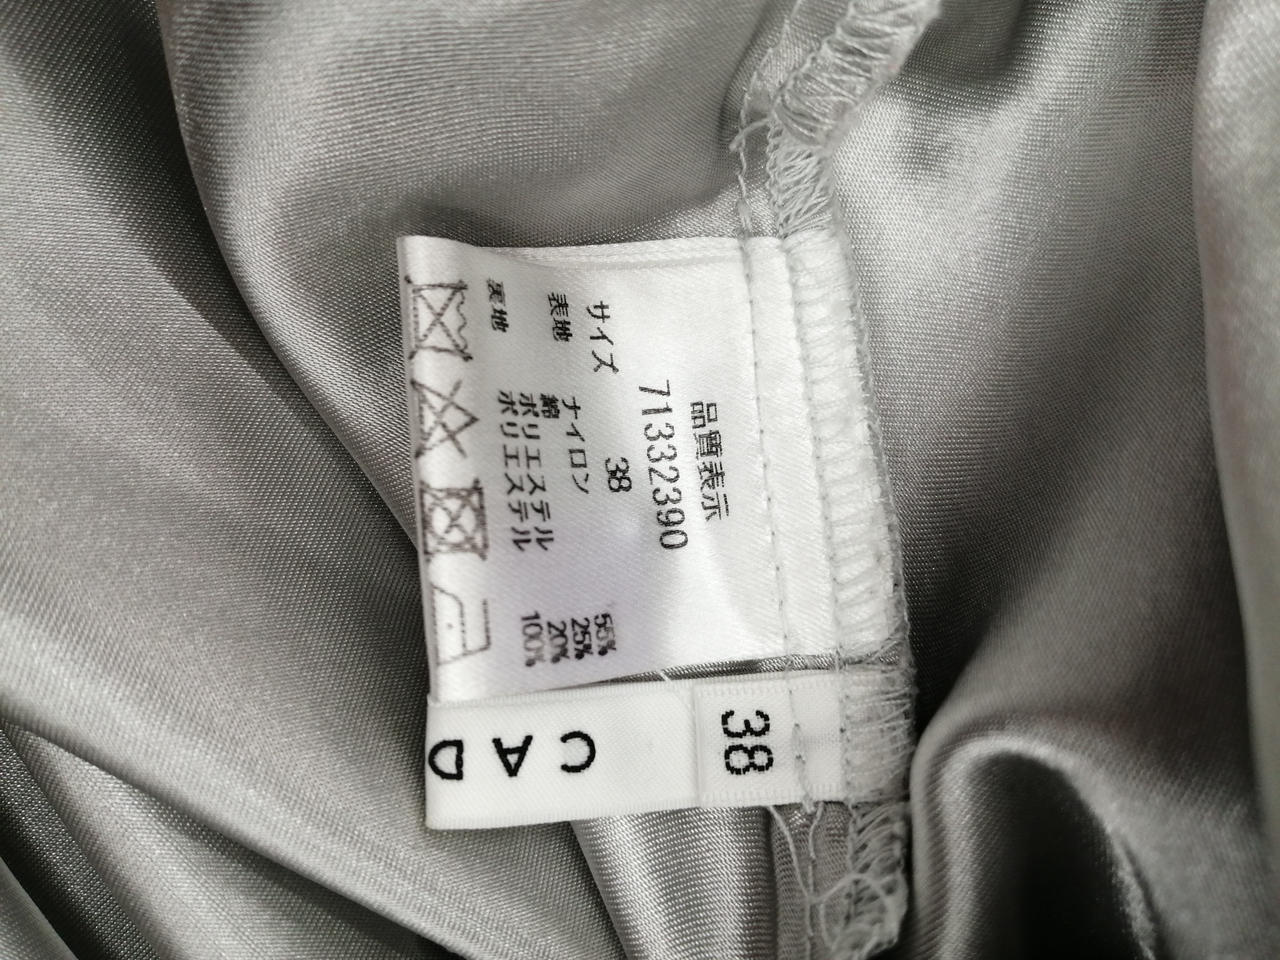 品質表示
71332390
サイズ 38
表地 ナイロン 55%
綿 25%
ポリエステル 20%
裏地 ポリエステル 100%
38
CAD